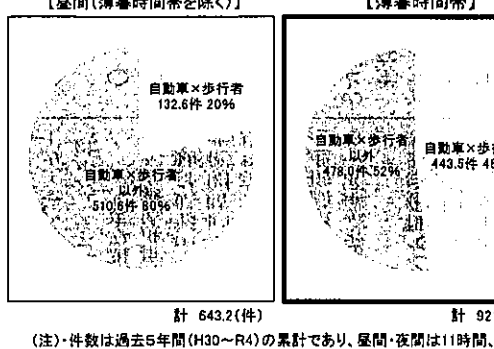 【昼間(薄暮時間帯を除く)】
【薄暮時間帯】
自動車×歩行者
132.6件 20%
自動車×歩行者
以外
510.6件 80%
自動車×歩行者
以外
478.0件 52%
自動車×歩
443.5件 48
計 643.2(件)
計 92
(注)・件数は過去5年間(H30～R4)の累計であり、昼間・夜間は11時間、